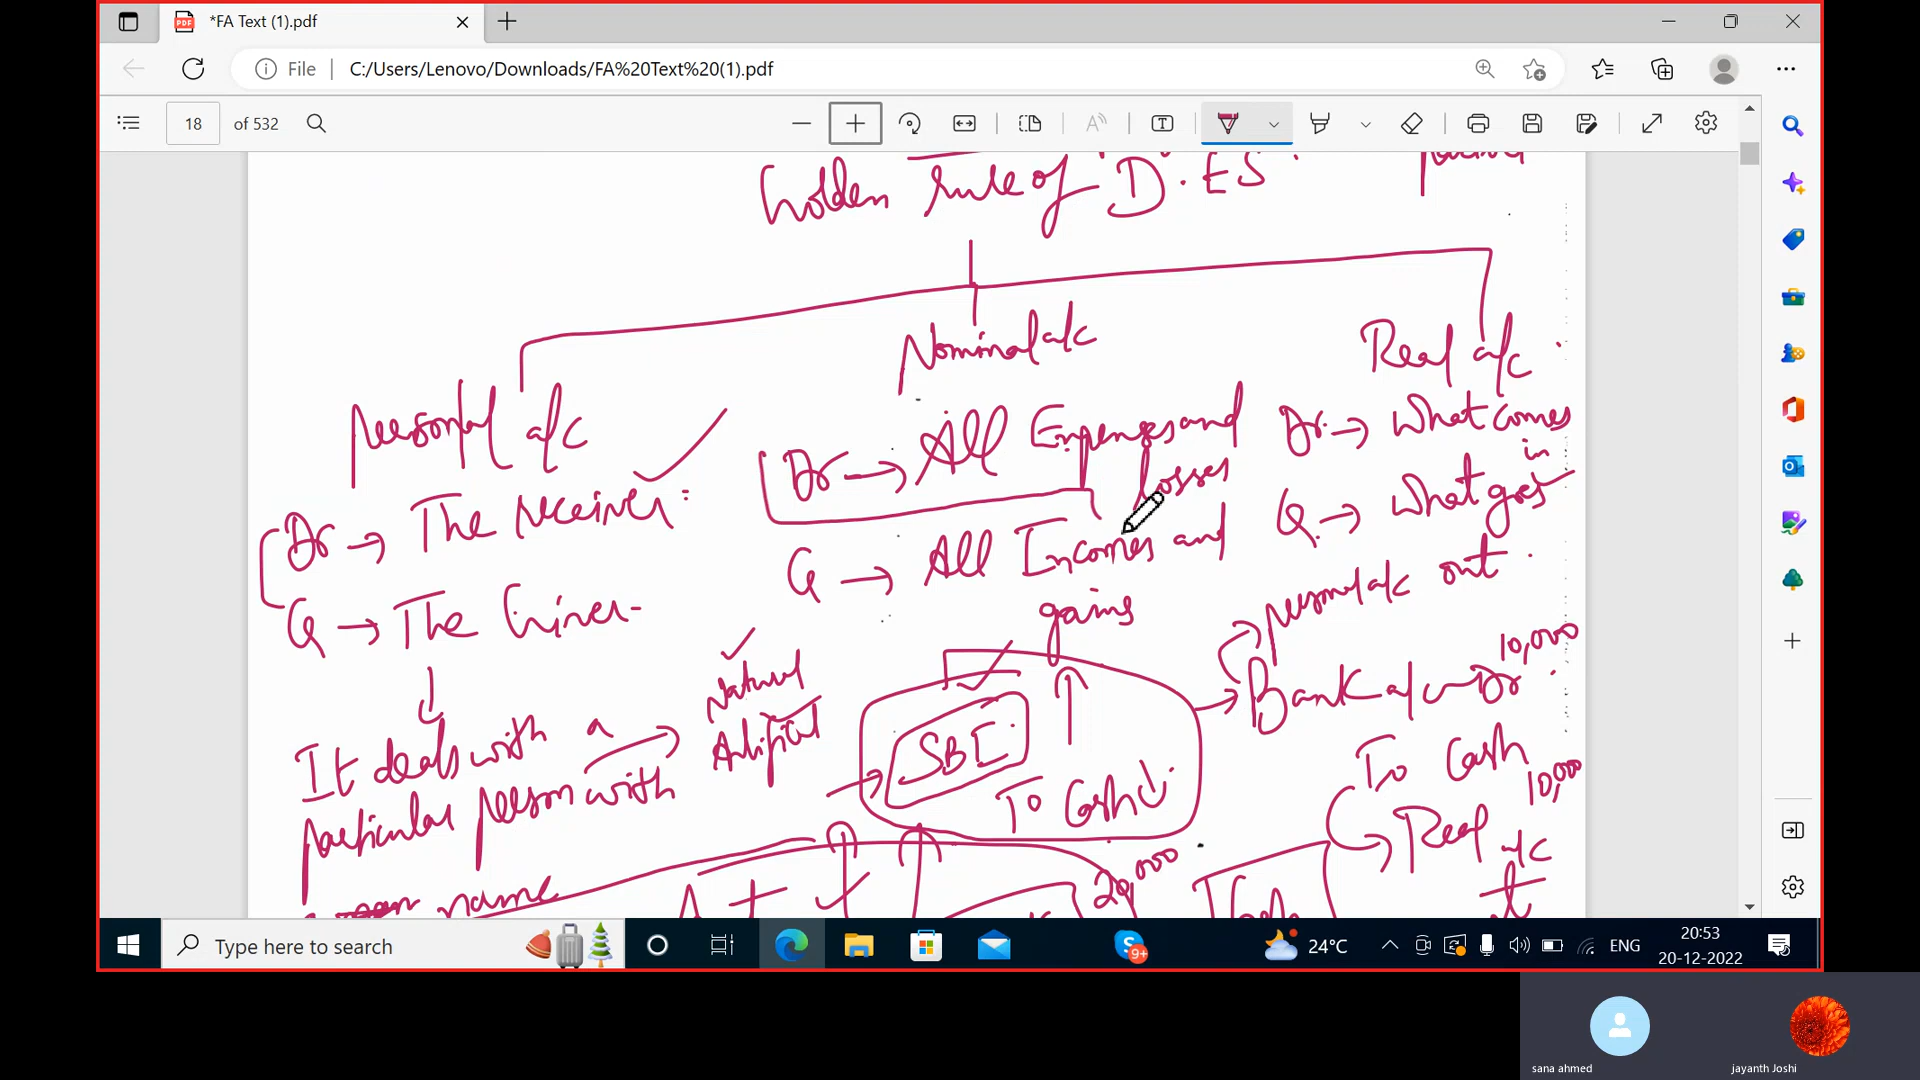 *FA Text (1).pdf
File
C:/Users/Lenovo/Downloads/FA%20Text%20(1).pdf
18 of 532
Golden rule of D.ES.
Personal a/c
Nominal a/c
Real a/c
Dr → The receiver
Cr → The Giver
Dr → All Expenses and
losses
Cr → All Incomes and
gains
Dr. → What comes
in
Cr. → What goes
out.
Personal a/c
It deals with a
particular person with
name
Natural
Artificial
SBI
To Cash
Bank a/c Dr 10,000
To Cash 10,000
Real
a/c
20,000
Type here to search
9+
24°C
ENG
20:53
20-12-2022
sana ahmed
jayanth Joshi